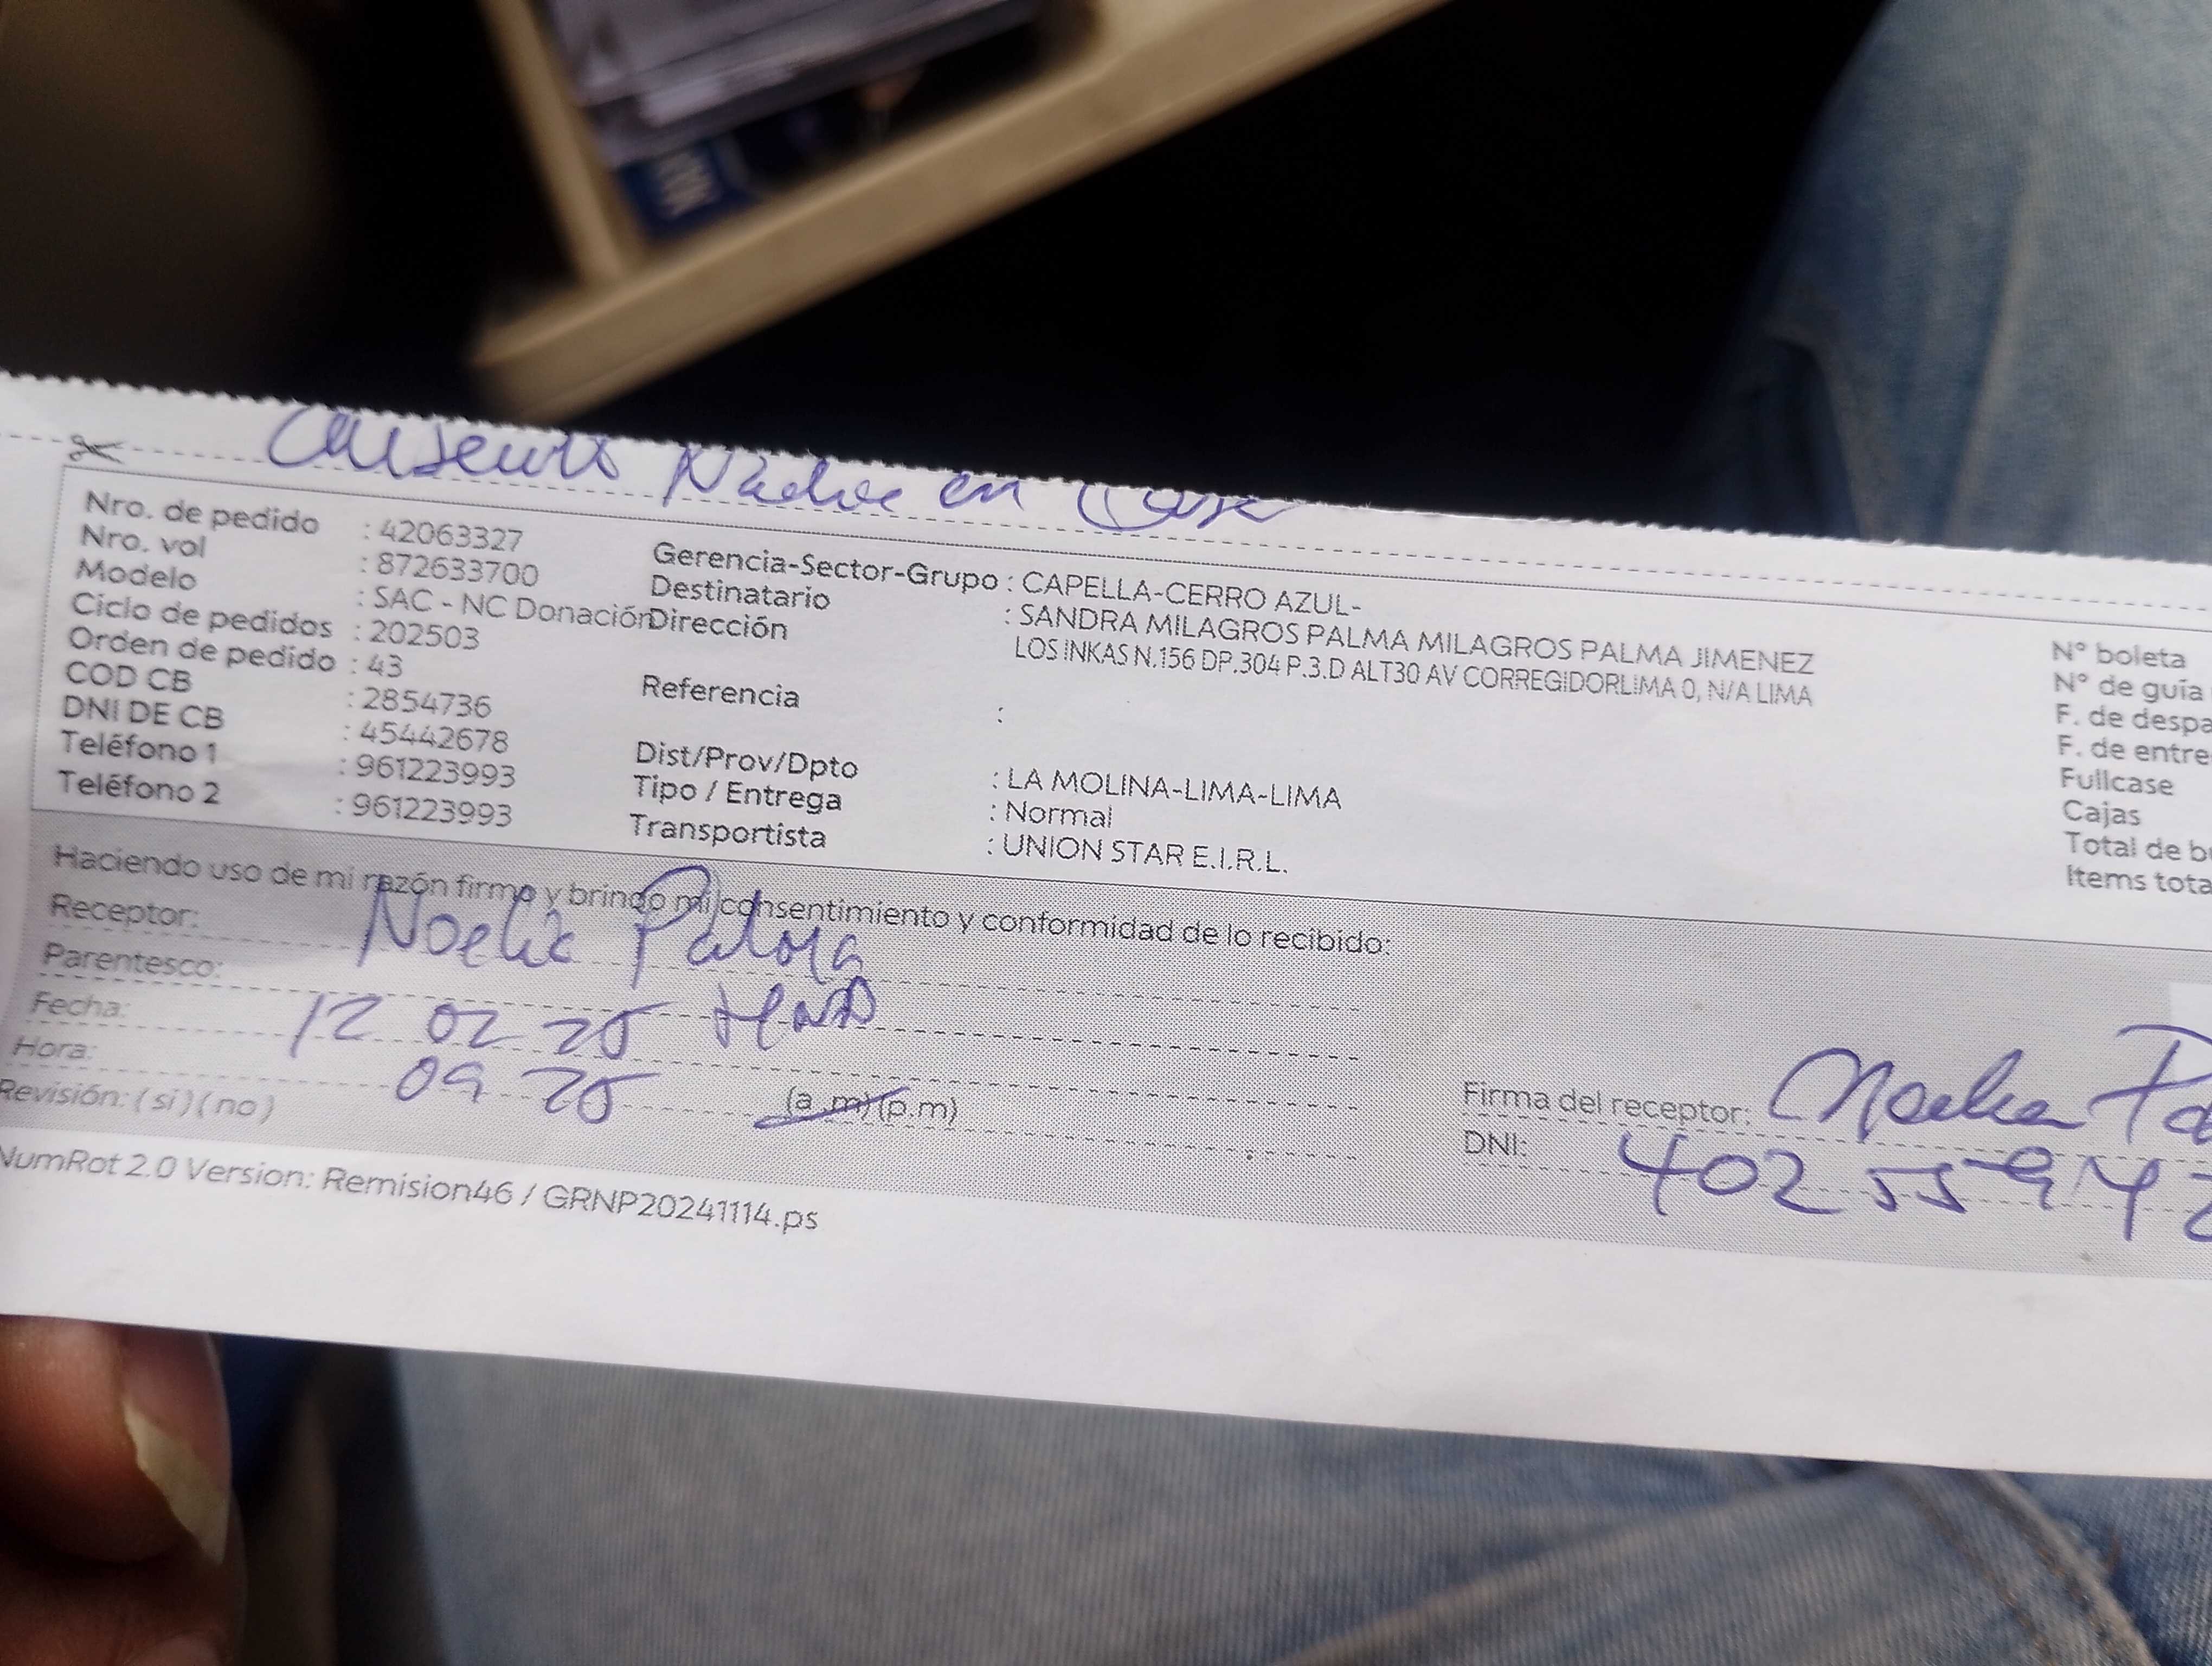 Ausente Nadie en Casa
Nro. de pedido : 42063327
Nro. vol : 872633700
Modelo : SAC - NC Donación
Ciclo de pedidos : 202503
Orden de pedido : 43
COD CB : 2854736
DNI DE CB : 45442678
Teléfono 1 : 961223993
Teléfono 2 : 961223993
Gerencia-Sector-Grupo : CAPELLA-CERRO AZUL-
Destinatario : SANDRA MILAGROS PALMA MILAGROS PALMA JIMENEZ
Dirección LOS INKAS N.156 DP.304 P.3.D ALT30 AV CORREGIDORLIMA 0, N/A LIMA
Referencia :
Dist/Prov/Dpto : LA MOLINA-LIMA-LIMA
Tipo / Entrega : Normal
Transportista : UNION STAR E.I.R.L.
N° boleta
N° de guía
F. de despa
F. de entre
Fullcase
Cajas
Total de b
Items tota
Haciendo uso de mi razón firmo y brindo mi consentimiento y conformidad de lo recibido:
Receptor: Noelia Palma
Parentesco:
Fecha: 12 02 25
Hora: 09 25 (a.m) (p.m)
Revisión: ( si ) ( no )
Firma del receptor: Noelia Pa
DNI: 40255942
NumRot 2.0 Version: Remision46 / GRNP20241114.ps